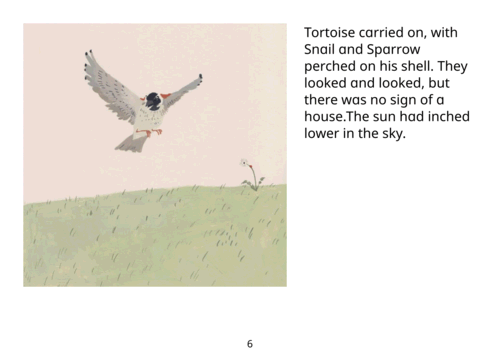 Tortoise carried on, with
Snail and Sparrow
perched on his shell. They
looked and looked, but
there was no sign of a
house.The sun had inched
lower in the sky.
6